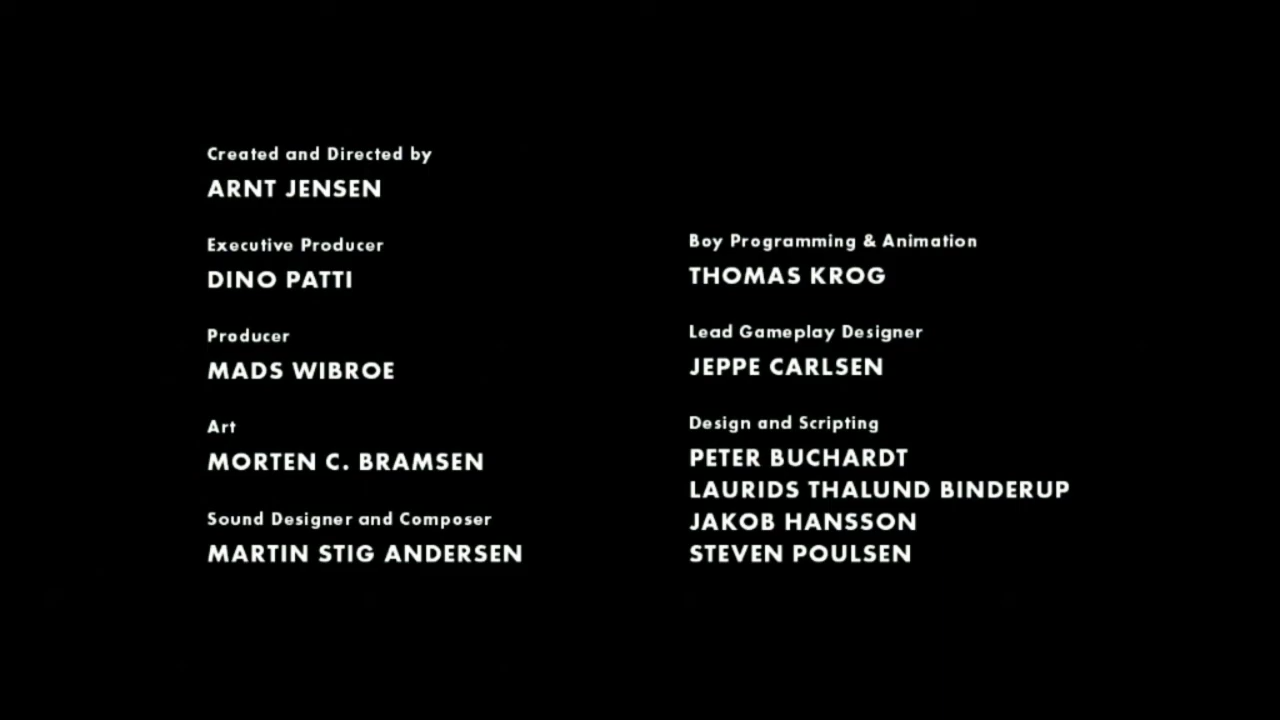 Created and Directed by
ARNT JENSEN
Executive Producer
DINO PATTI
Producer
MADS WIBROE
Art
MORTEN C. BRAMSEN
Sound Designer and Composer
MARTIN STIG ANDERSEN
Boy Programming & Animation
THOMAS KROG
Lead Gameplay Designer
JEPPE CARLSEN
Design and Scripting
PETER BUCHARDT
LAURIDS THALUND BINDERUP
JAKOB HANSSON
STEVEN POULSEN